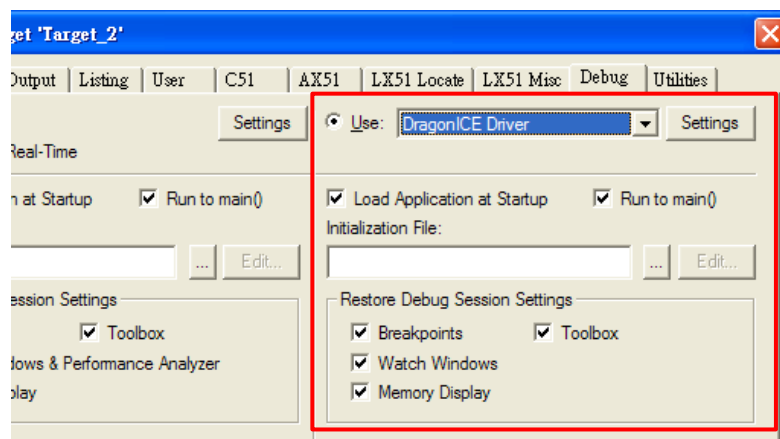 get 'Target_2'
Output Listing User C51 AX51 LX51 Locate LX51 Misc Debug Utilities
Settings
Use: DragonICE Driver Settings
Real-Time
at Startup Run to main()
Load Application at Startup Run to main()
Initialization File:
... Edit...
... Edit...
ession Settings
Restore Debug Session Settings
Toolbox
Breakpoints Toolbox
dows & Performance Analyzer
Watch Windows
play
Memory Display